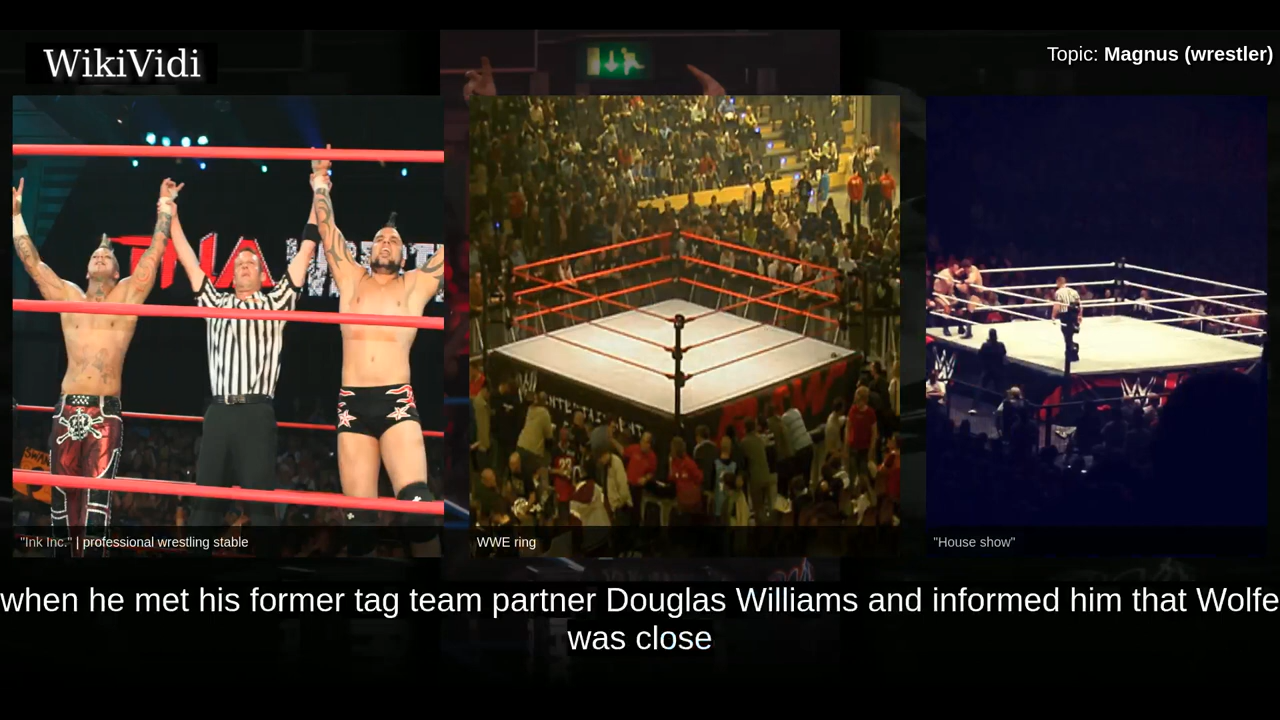 WikiVidi
Topic: Magnus (wrestler)
TNA
"Ink Inc." | professional wrestling stable
WWE ring
"House show"
when he met his former tag team partner Douglas Williams and informed him that Wolfe
was close